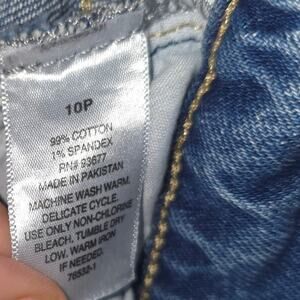 10P
99% COTTON
1% SPANDEX
RN# 93677
MADE IN PAKISTAN
MACHINE WASH WARM.
DELICATE CYCLE.
USE ONLY NON-CHLORINE
BLEACH. TUMBLE DRY
LOW. WARM IRON
IF NEEDED.
76532-1